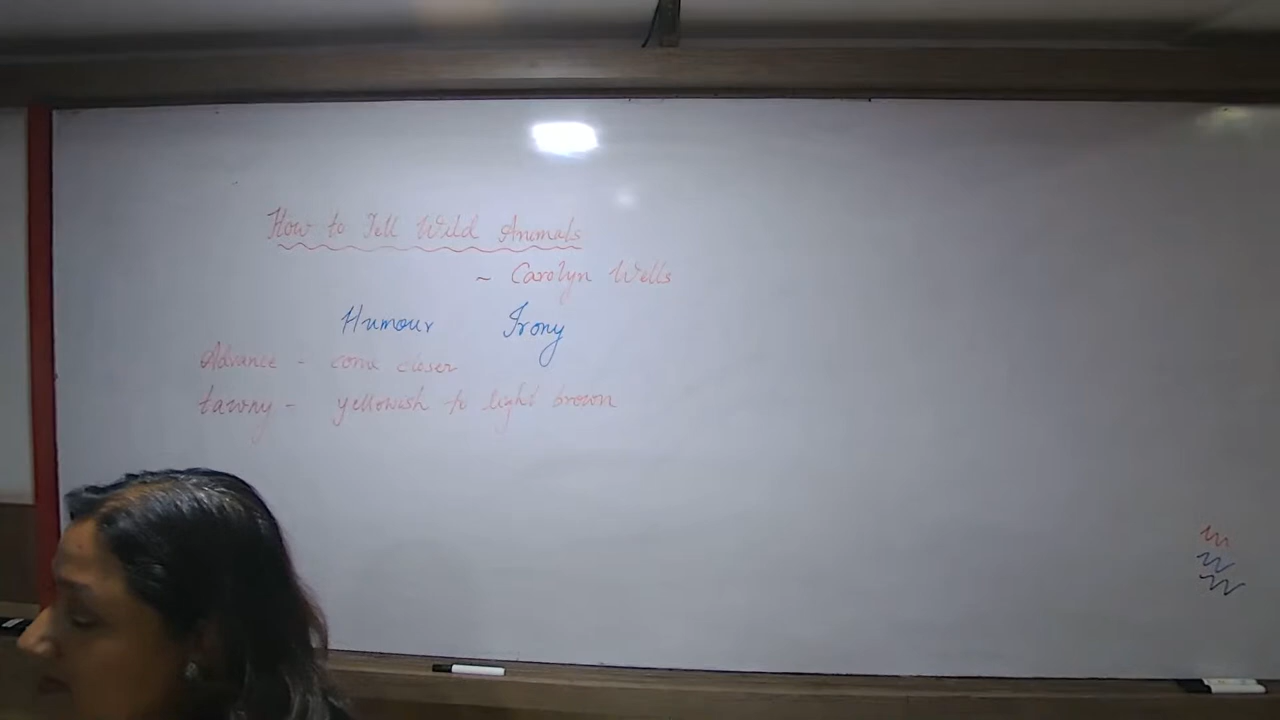 How to Tell Wild Animals
~ Carolyn Wells
Humour Irony
Advance - come closer
tawny - yellowish to light brown